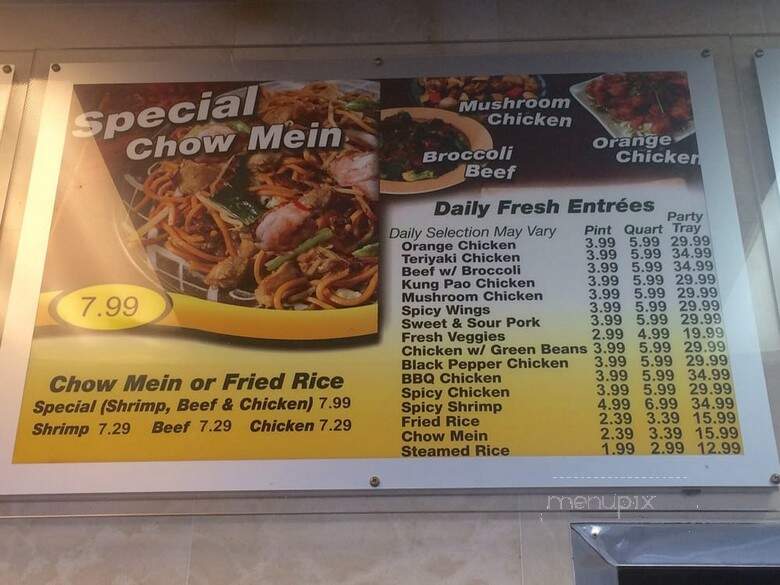 Special
Chow Mein
Mushroom
Chicken
Broccoli
Beef
Orange
Chicken
7.99
Chow Mein or Fried Rice
Special (Shrimp, Beef & Chicken) 7.99
Shrimp 7.29 Beef 7.29 Chicken 7.29
Daily Fresh Entrées
Daily Selection May Vary Pint Quart Party Tray
Orange Chicken 3.99 5.99 29.99
Teriyaki Chicken 3.99 5.99 34.99
Beef w/ Broccoli 3.99 5.99 34.99
Kung Pao Chicken 3.99 5.99 29.99
Mushroom Chicken 3.99 5.99 29.99
Spicy Wings 3.99 5.99 29.99
Sweet & Sour Pork 3.99 5.99 29.99
Fresh Veggies 2.99 4.99 19.99
Chicken w/ Green Beans 3.99 5.99 29.99
Black Pepper Chicken 3.99 5.99 29.99
BBQ Chicken 3.99 5.99 34.99
Spicy Chicken 3.99 5.99 29.99
Spicy Shrimp 4.99 6.99 34.99
Fried Rice 2.39 3.39 15.99
Chow Mein 2.39 3.39 15.99
Steamed Rice 1.99 2.99 12.99
menupix